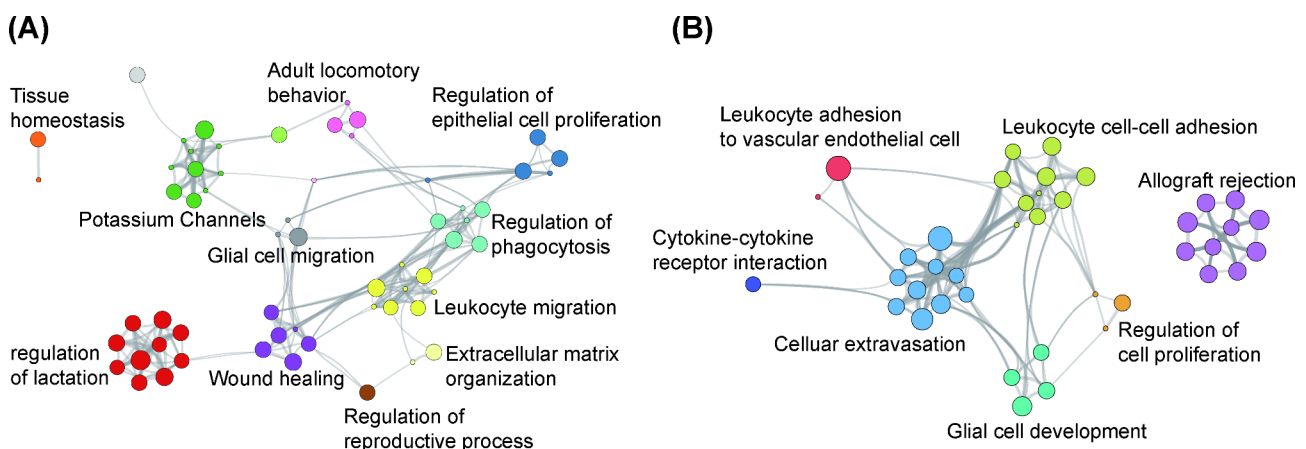 (A)
Tissue
homeostasis
Adult locomotory
behavior
Regulation of
epithelial cell proliferation
Potassium Channels
Glial cell migration
Regulation of
phagocytosis
Leukocyte migration
regulation
of lactation
Wound healing
Extracellular matrix
organization
Regulation of
reproductive process
(B)
Leukocyte adhesion
to vascular endothelial cell
Leukocyte cell-cell adhesion
Allograft rejection
Cytokine-cytokine
receptor interaction
Celluar extravasation
Regulation of
cell proliferation
Glial cell development